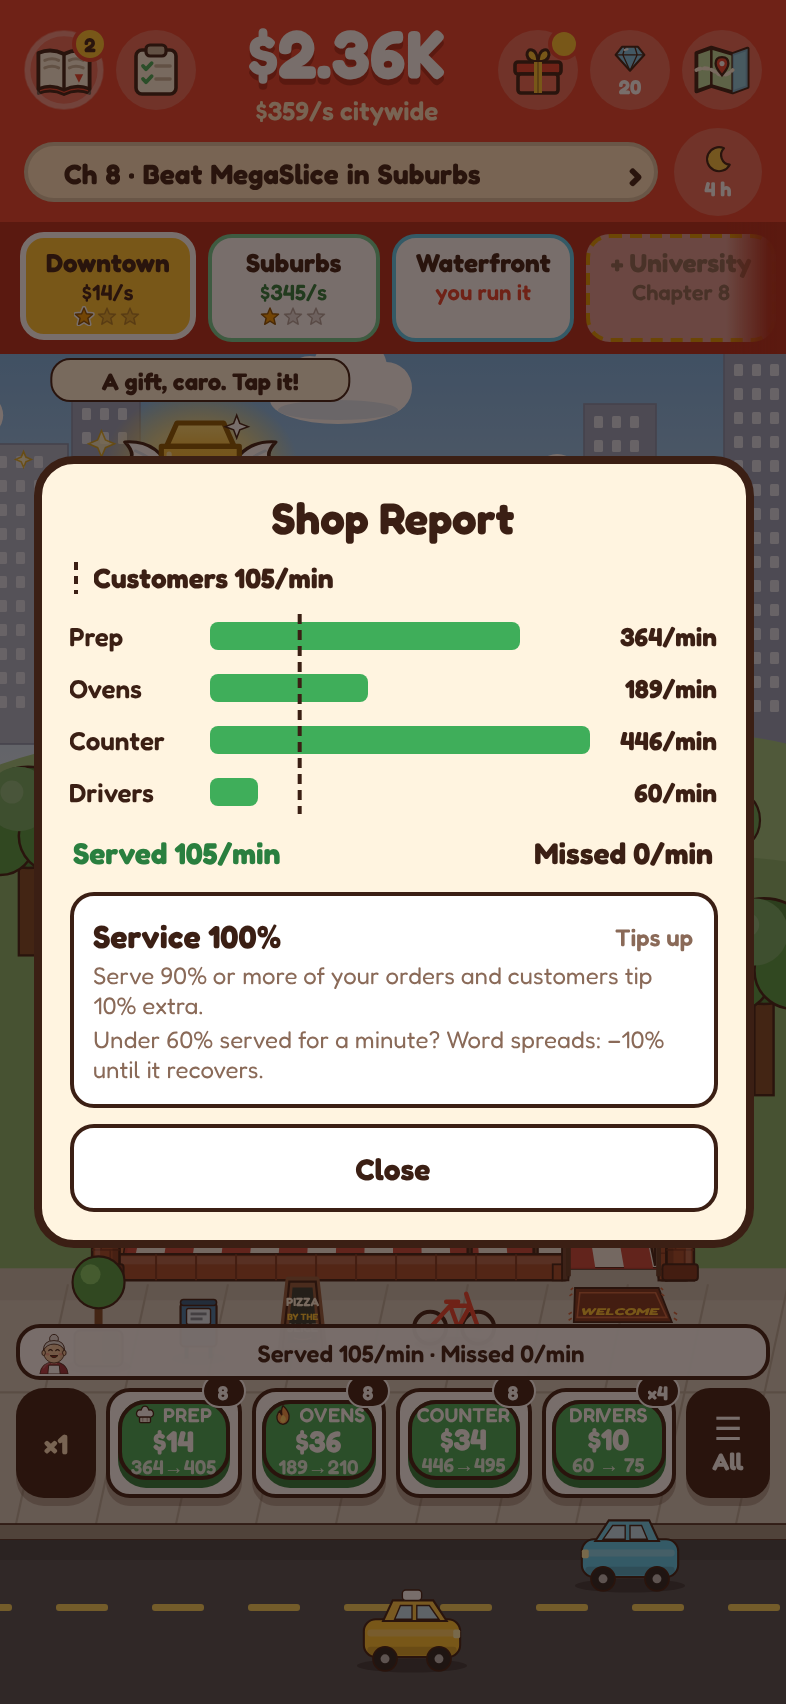 2
$2.36K
$359/s citywide
20
Ch 8 · Beat MegaSlice in Suburbs
4 h
Downtown
$14/s
Suburbs
$345/s
Waterfront
you run it
+ University
Chapter 8
A gift, caro. Tap it!
Shop Report
Customers 105/min
Prep 364/min
Ovens 189/min
Counter 446/min
Drivers 60/min
Served 105/min Missed 0/min
Service 100% Tips up
Serve 90% or more of your orders and customers tip
10% extra.
Under 60% served for a minute? Word spreads: −10%
until it recovers.
Close
PIZZA
BY THE
WELCOME
Served 105/min · Missed 0/min
x1
8
PREP
$14
364→405
8
OVENS
$36
189→210
8
COUNTER
$34
446→495
x4
DRIVERS
$10
60 → 75
All